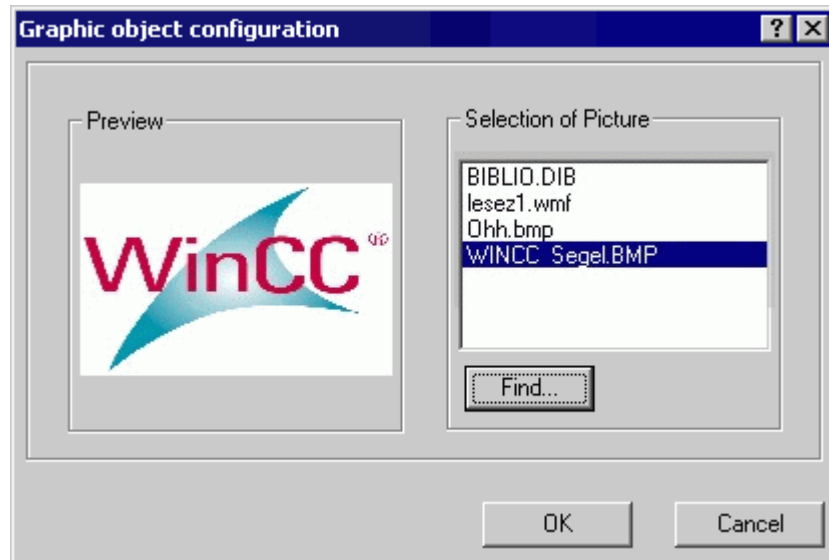 Graphic object configuration
Preview
WinCC®
Selection of Picture
BIBLIO.DIB
lesez1.wmf
Ohh.bmp
WINCC Segel.BMP
Find...
OK
Cancel